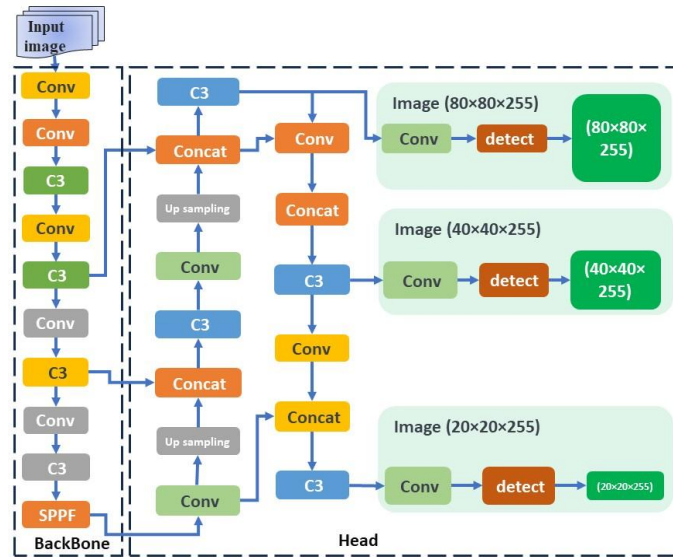 Input
image
Conv
Conv
C3
Conv
C3
Conv
C3
Conv
C3
SPPF
BackBone
C3
Concat
Up sampling
Conv
C3
Concat
Up sampling
Conv
Conv
Concat
C3
Conv
Concat
C3
Head
Image (80×80×255)
Conv
detect
(80×80×
255)
Image (40×40×255)
Conv
detect
(40×40×
255)
Image (20×20×255)
Conv
detect
(20×20×255)